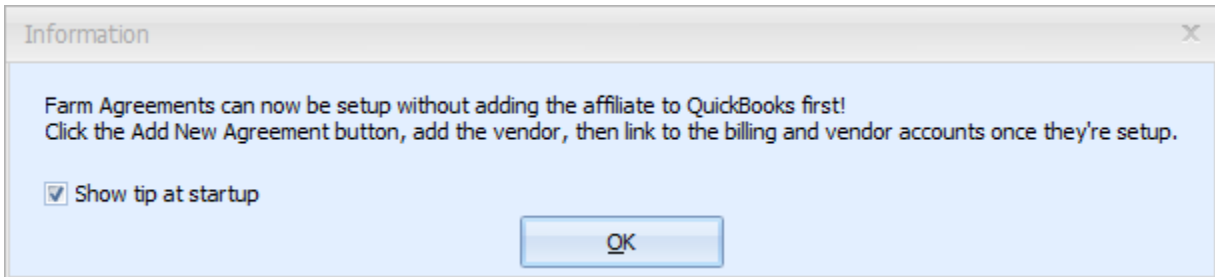 Information
Farm Agreements can now be setup without adding the affiliate to QuickBooks first!
Click the Add New Agreement button, add the vendor, then link to the billing and vendor accounts once they're setup.
Show tip at startup
OK